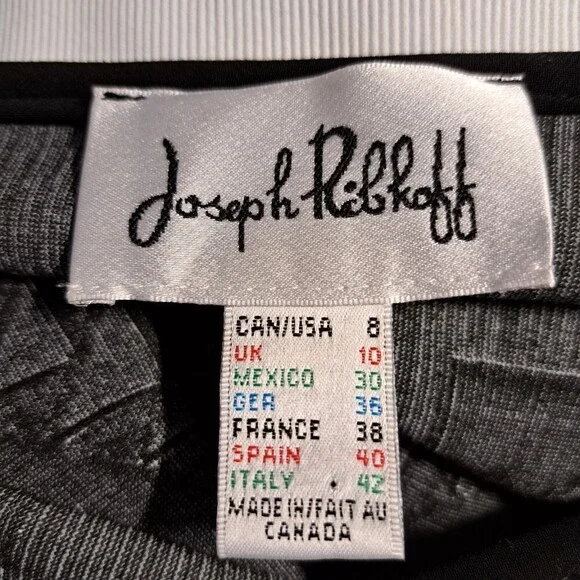 Joseph Ribkoff
CAN/USA 8
UK 10
MEXICO 30
GER 36
FRANCE 38
SPAIN 40
ITALY 42
MADE IN/FAIT AU
CANADA